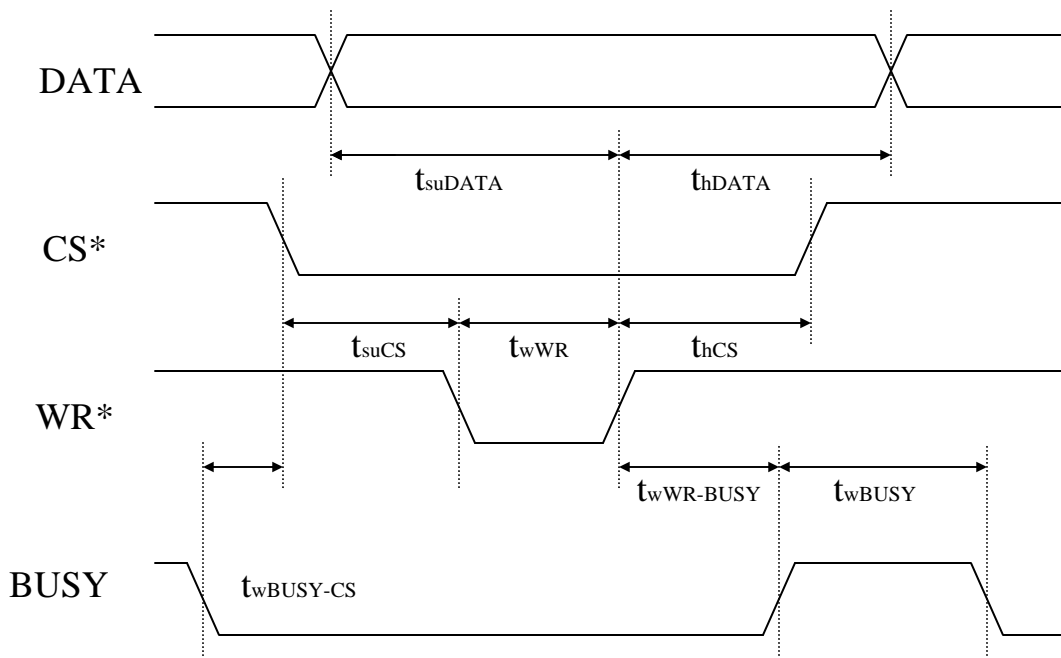 DATA
tsuDATA thDATA
CS*
tsuCS twWR thCS
WR*
twWR-BUSY twBUSY
BUSY
twBUSY-CS